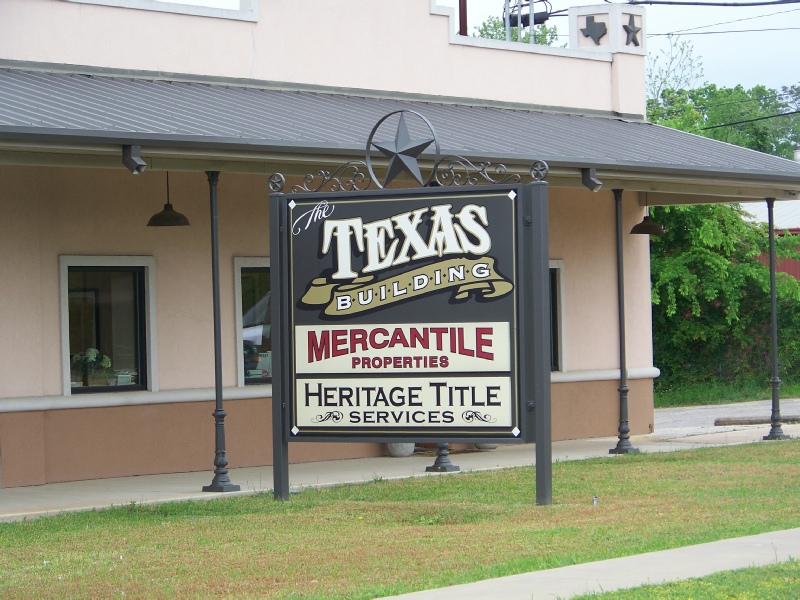 The
TEXAS
BUILDING
MERCANTILE
PROPERTIES
HERITAGE TITLE
SERVICES